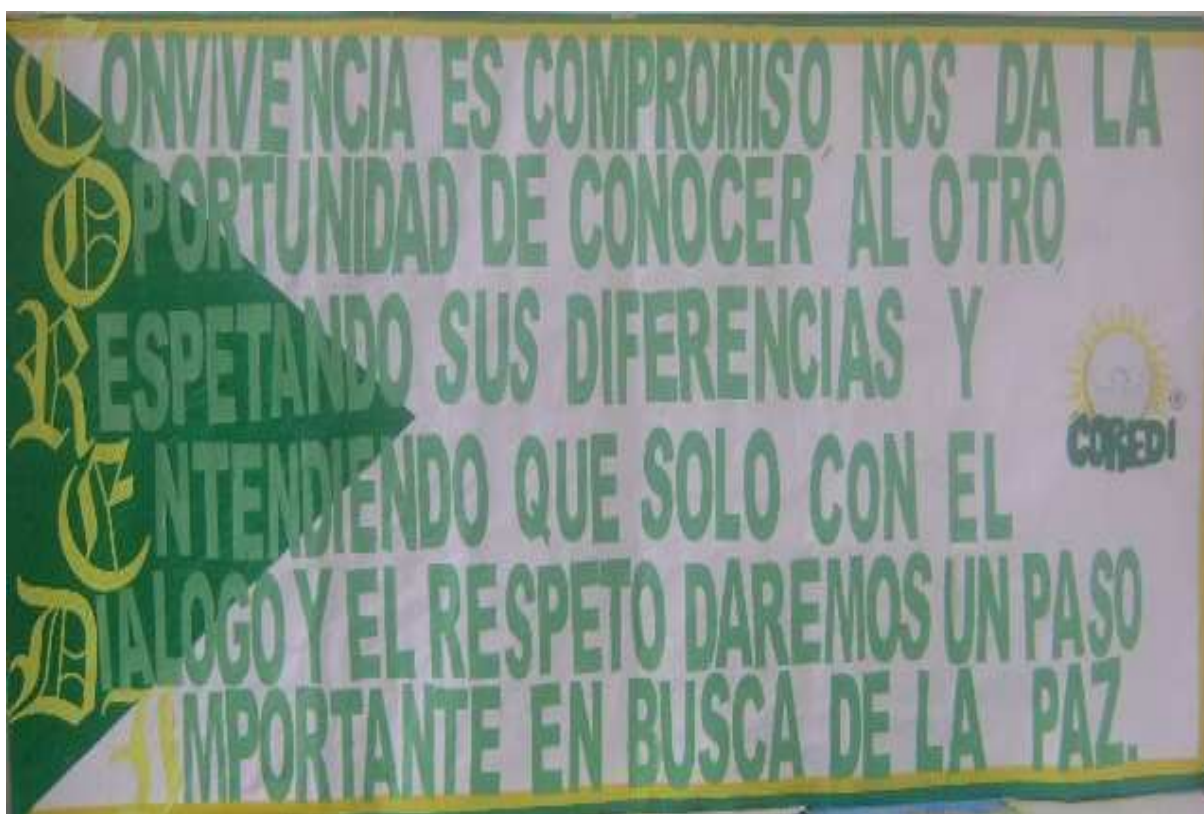 CONVIVENCIA ES COMPROMISO, NOS DA LA
OPORTUNIDAD DE CONOCER AL OTRO,
RESPETANDO SUS DIFERENCIAS Y
ENTENDIENDO QUE SOLO CON EL
DIALOGO Y EL RESPETO DAREMOS UN PASO
IMPORTANTE EN BUSCA DE LA PAZ.
COREDI ®